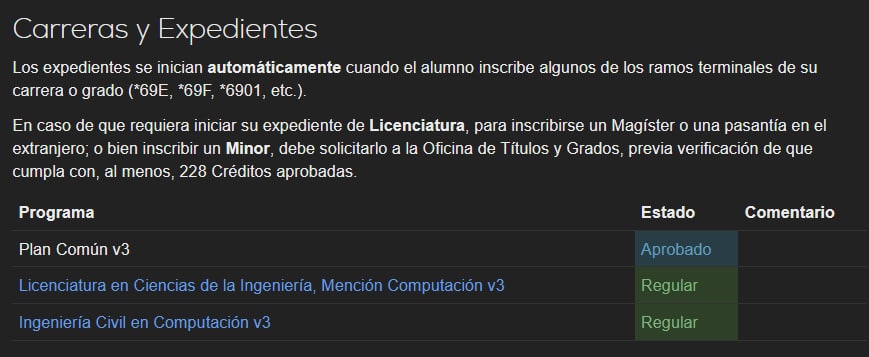 Carreras y Expedientes
Los expedientes se inician automáticamente cuando el alumno inscribe algunos de los ramos terminales de su
carrera o grado (*69E, *69F, *6901, etc.).
En caso de que requiera iniciar su expediente de Licenciatura, para inscribirse un Magíster o una pasantía en el
extranjero; o bien inscribir un Minor, debe solicitarlo a la Oficina de Títulos y Grados, previa verificación de que
cumpla con, al menos, 228 Créditos aprobadas.
Programa Estado Comentario
Plan Común v3 Aprobado
Licenciatura en Ciencias de la Ingeniería, Mención Computación v3 Regular
Ingeniería Civil en Computación v3 Regular